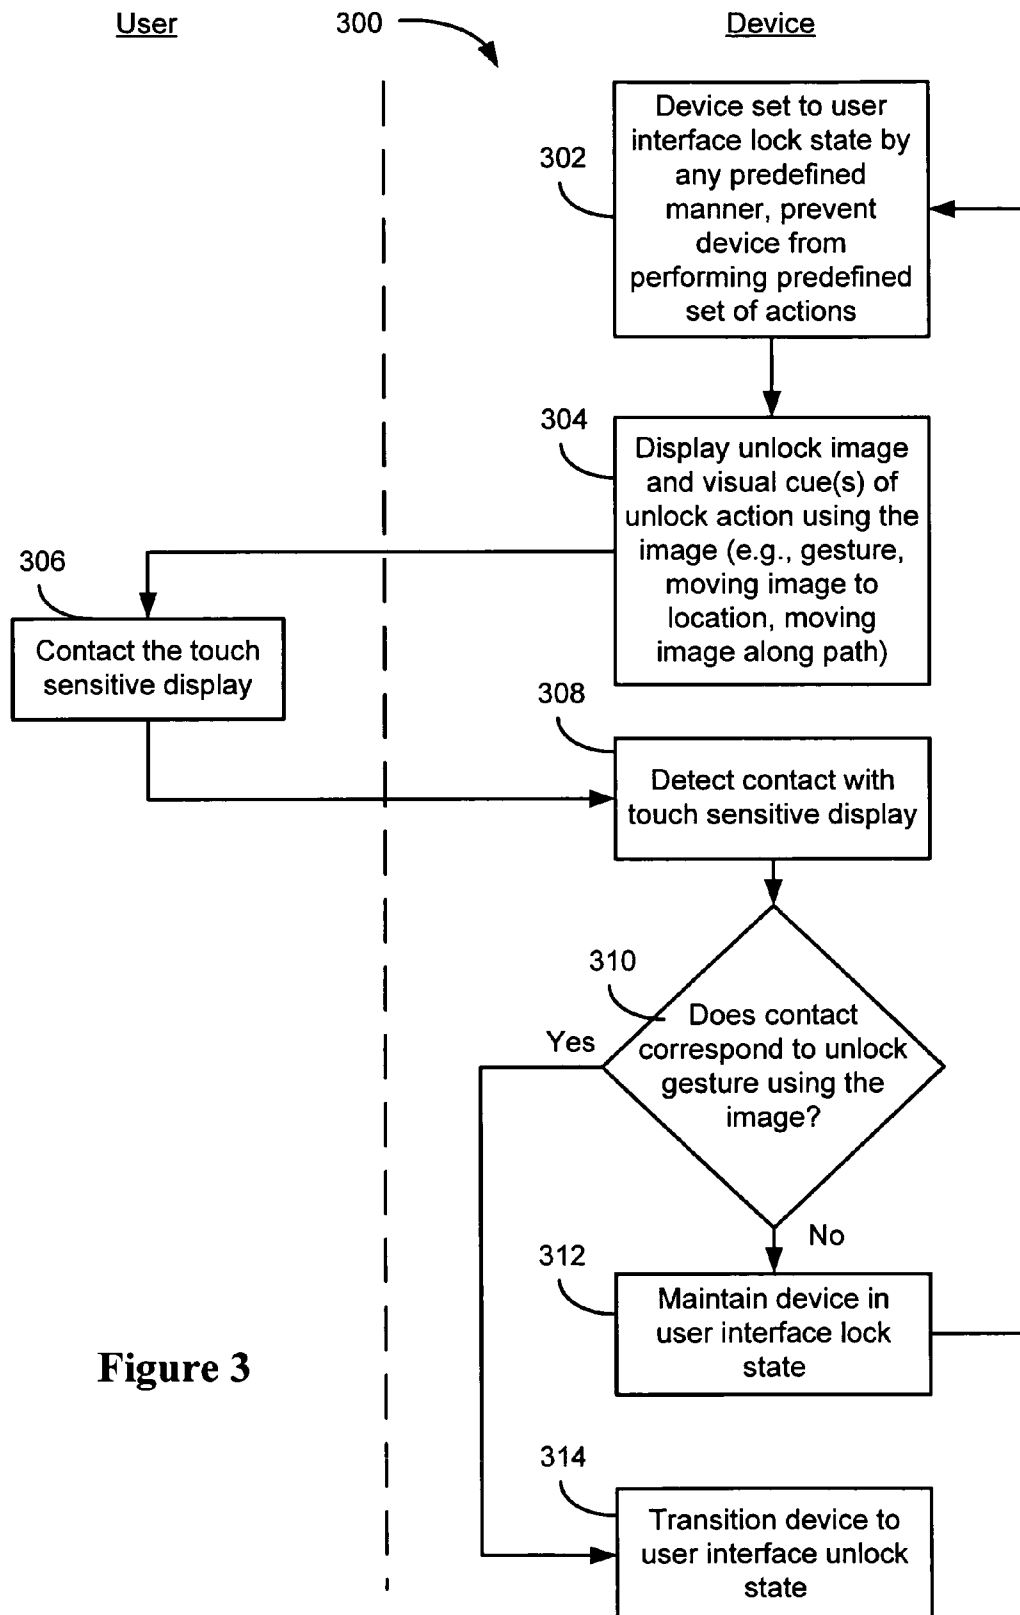 User
300
Device
302
Device set to user
interface lock state by
any predefined
manner, prevent
device from
performing predefined
set of actions
304
Display unlock image
and visual cue(s) of
unlock action using the
image (e.g., gesture,
moving image to
location, moving
image along path)
306
Contact the touch
sensitive display
308
Detect contact with
touch sensitive display
310
Does contact
correspond to unlock
gesture using the
image?
Yes
No
312
Maintain device in
user interface lock
state
Figure 3
314
Transition device to
user interface unlock
state